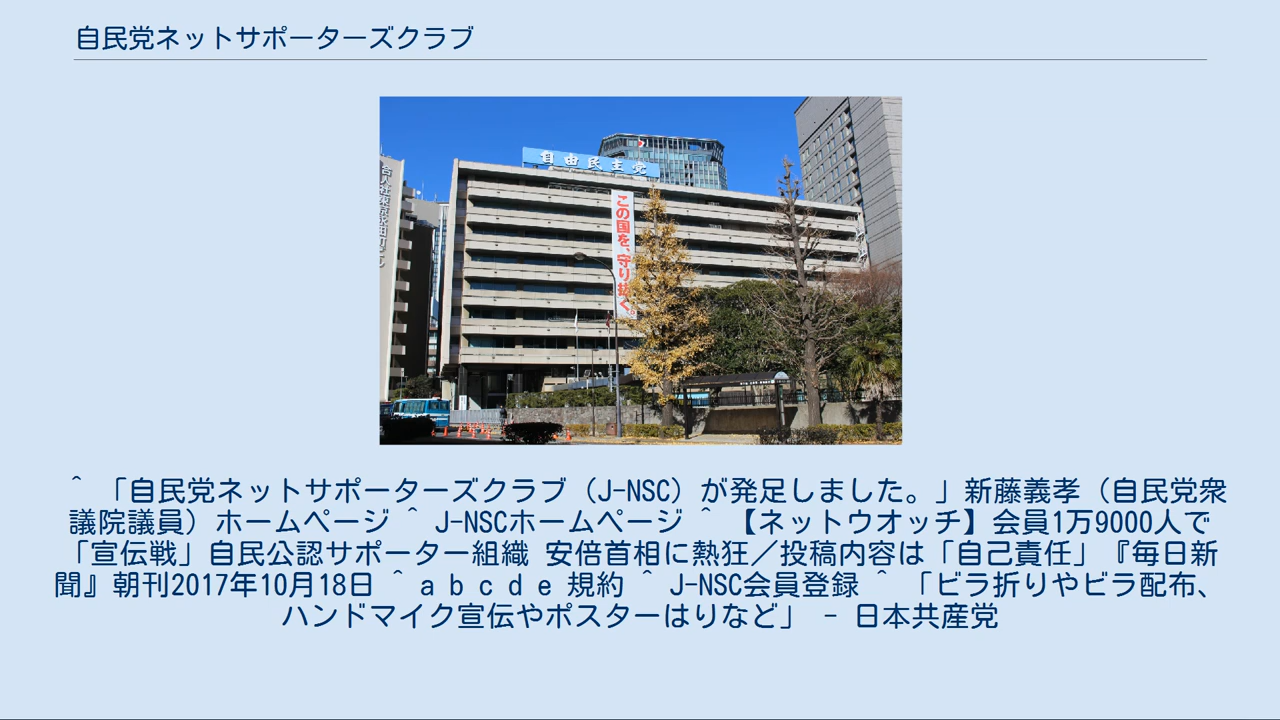 自民党ネットサポーターズクラブ
自由民主党
この国を、守り抜く。
^ 「自民党ネットサポーターズクラブ（J-NSC）が発足しました。」新藤義孝（自民党衆
議院議員）ホームページ ^ J-NSCホームページ ^ 【ネットウオッチ】会員1万9000人で
「宣伝戦」自民公認サポーター組織 安倍首相に熱狂／投稿内容は「自己責任」『毎日新
聞』朝刊2017年10月18日 ^ a b c d e 規約 ^ J-NSC会員登録 ^ 「ビラ折りやビラ配布、
ハンドマイク宣伝やポスターはりなど」 - 日本共産党